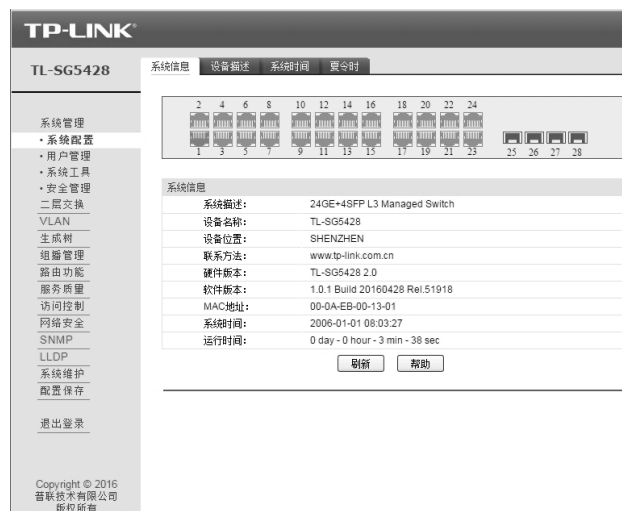 TP-LINK®
TL-SG5428
系统信息 设备描述 系统时间 夏令时
2 4 6 8 10 12 14 16 18 20 22 24
1 3 5 7 9 11 13 15 17 19 21 23 25 26 27 28
系统管理
·系统配置
·用户管理
·系统工具
·安全管理
二层交换
VLAN
生成树
组播管理
路由功能
服务质量
访问控制
网络安全
SNMP
LLDP
系统维护
配置保存
退出登录
系统信息
系统描述： 24GE+4SFP L3 Managed Switch
设备名称： TL-SG5428
设备位置： SHENZHEN
联系方法： www.tp-link.com.cn
硬件版本： TL-SG5428 2.0
软件版本： 1.0.1 Build 20160428 Rel.51918
MAC地址： 00-0A-EB-00-13-01
系统时间： 2006-01-01 08:03:27
运行时间： 0 day - 0 hour - 3 min - 38 sec
刷新 帮助
Copyright © 2016
普联技术有限公司
版权所有